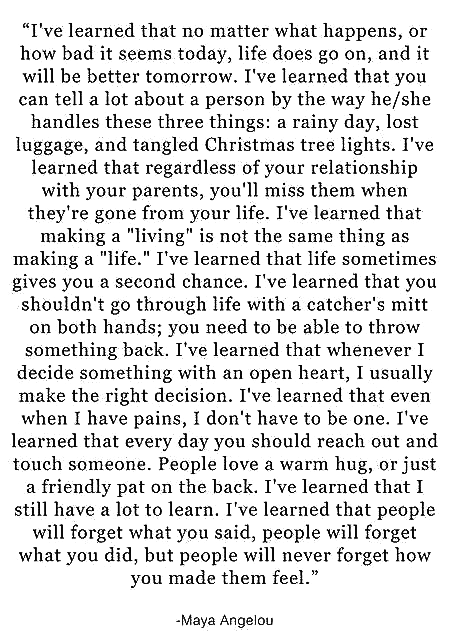 “I've learned that no matter what happens, or
how bad it seems today, life does go on, and it
will be better tomorrow. I've learned that you
can tell a lot about a person by the way he/she
handles these three things: a rainy day, lost
luggage, and tangled Christmas tree lights. I've
learned that regardless of your relationship
with your parents, you'll miss them when
they're gone from your life. I've learned that
making a "living" is not the same thing as
making a "life." I've learned that life sometimes
gives you a second chance. I've learned that you
shouldn't go through life with a catcher's mitt
on both hands; you need to be able to throw
something back. I've learned that whenever I
decide something with an open heart, I usually
make the right decision. I've learned that even
when I have pains, I don't have to be one. I've
learned that every day you should reach out and
touch someone. People love a warm hug, or just
a friendly pat on the back. I've learned that I
still have a lot to learn. I've learned that people
will forget what you said, people will forget
what you did, but people will never forget how
you made them feel.”
-Maya Angelou